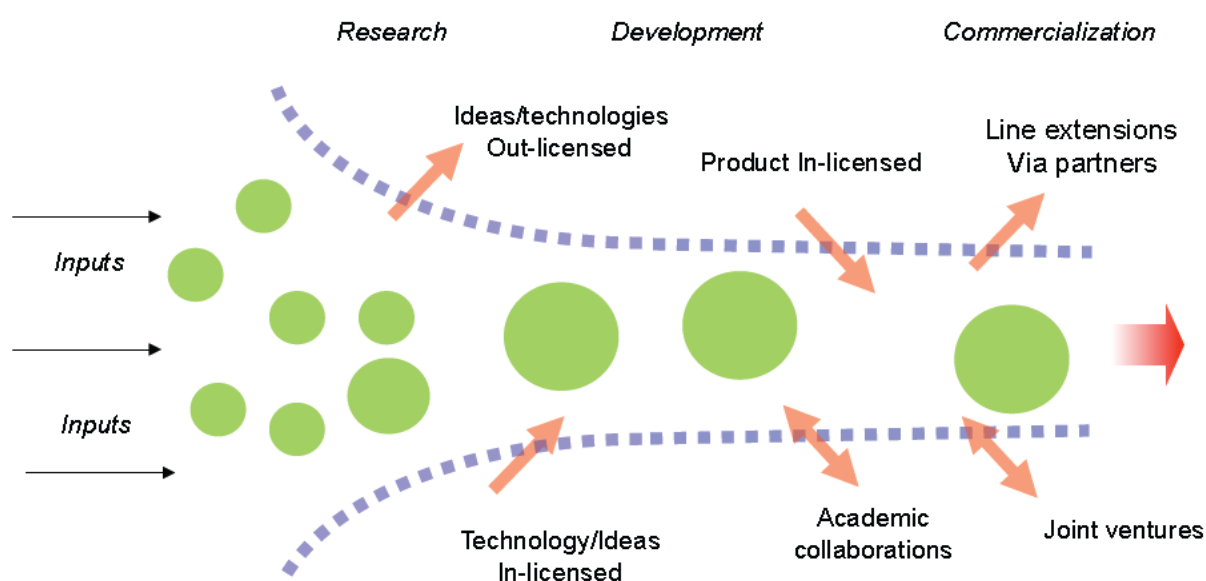 Research
Development
Commercialization
Ideas/technologies
Out-licensed
Product In-licensed
Line extensions
Via partners
Inputs
Inputs
Technology/Ideas
In-licensed
Academic
collaborations
Joint ventures